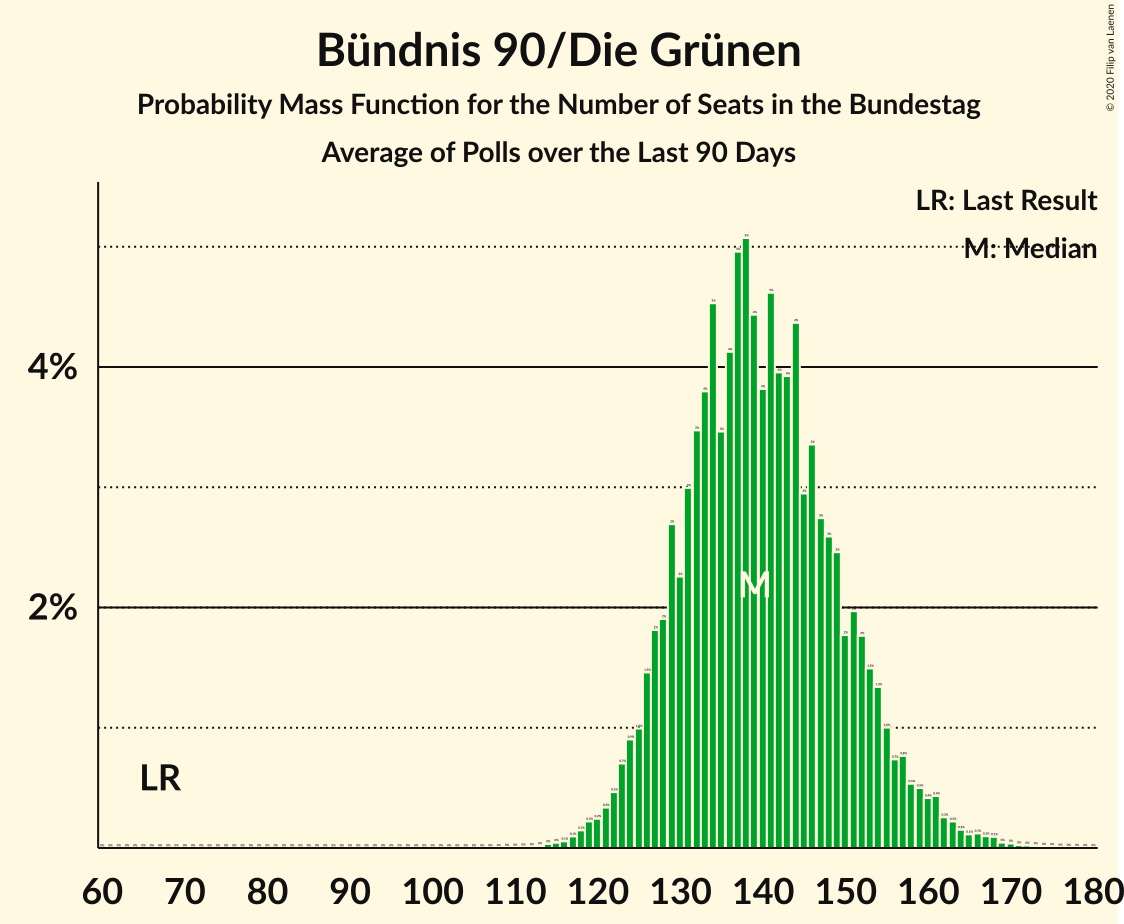 Bündnis 90/Die Grünen
Probability Mass Function for the Number of Seats in the Bundestag
Average of Polls over the Last 90 Days
© 2020 Filip van Laenen
LR: Last Result
M: Median
4%
2%
M
LR
60 70 80 90 100 110 120 130 140 150 160 170 180